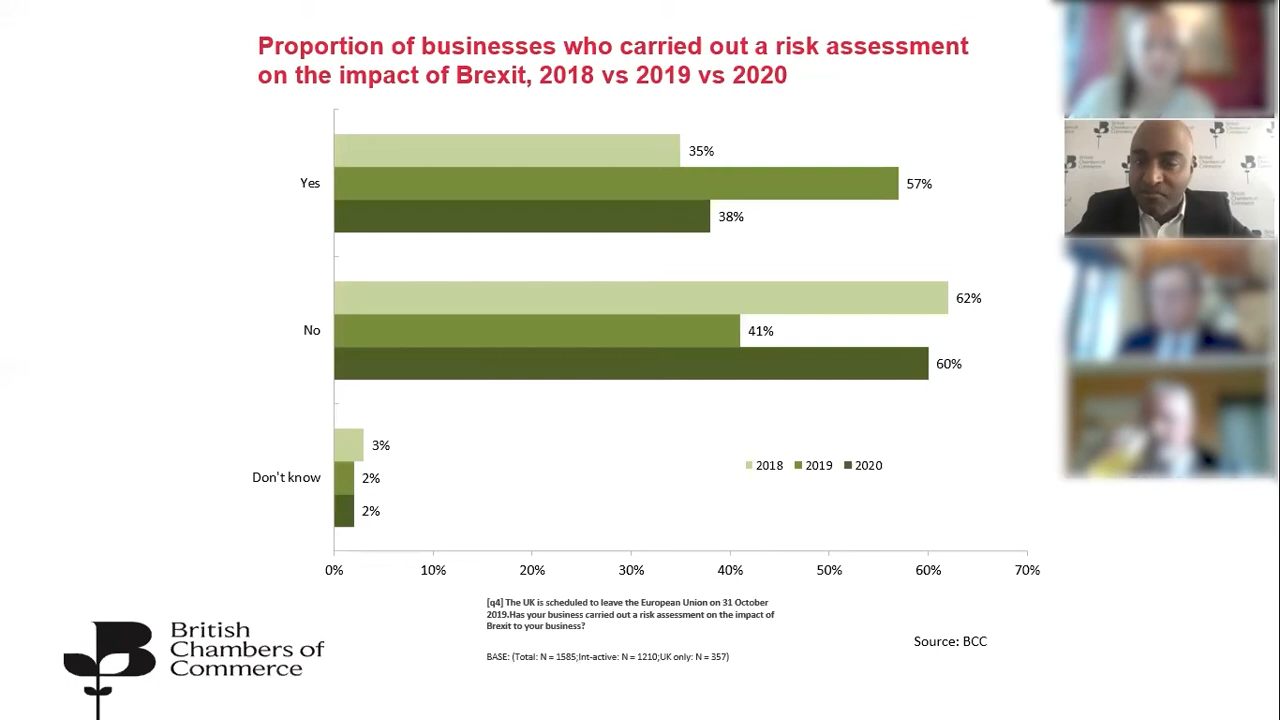 Proportion of businesses who carried out a risk assessment
on the impact of Brexit, 2018 vs 2019 vs 2020
Yes
35%
57%
38%
No
62%
41%
60%
Don't know
3%
2%
2%
2018 2019 2020
0% 10% 20% 30% 40% 50% 60% 70%
[q4] The UK is scheduled to leave the European Union on 31 October
2019.Has your business carried out a risk assessment on the impact of
Brexit to your business?
BASE: (Total: N = 1585;Int-active: N = 1210;UK only: N = 357)
Source: BCC
British
Chambers of
Commerce
British
Chambers of
Commerce